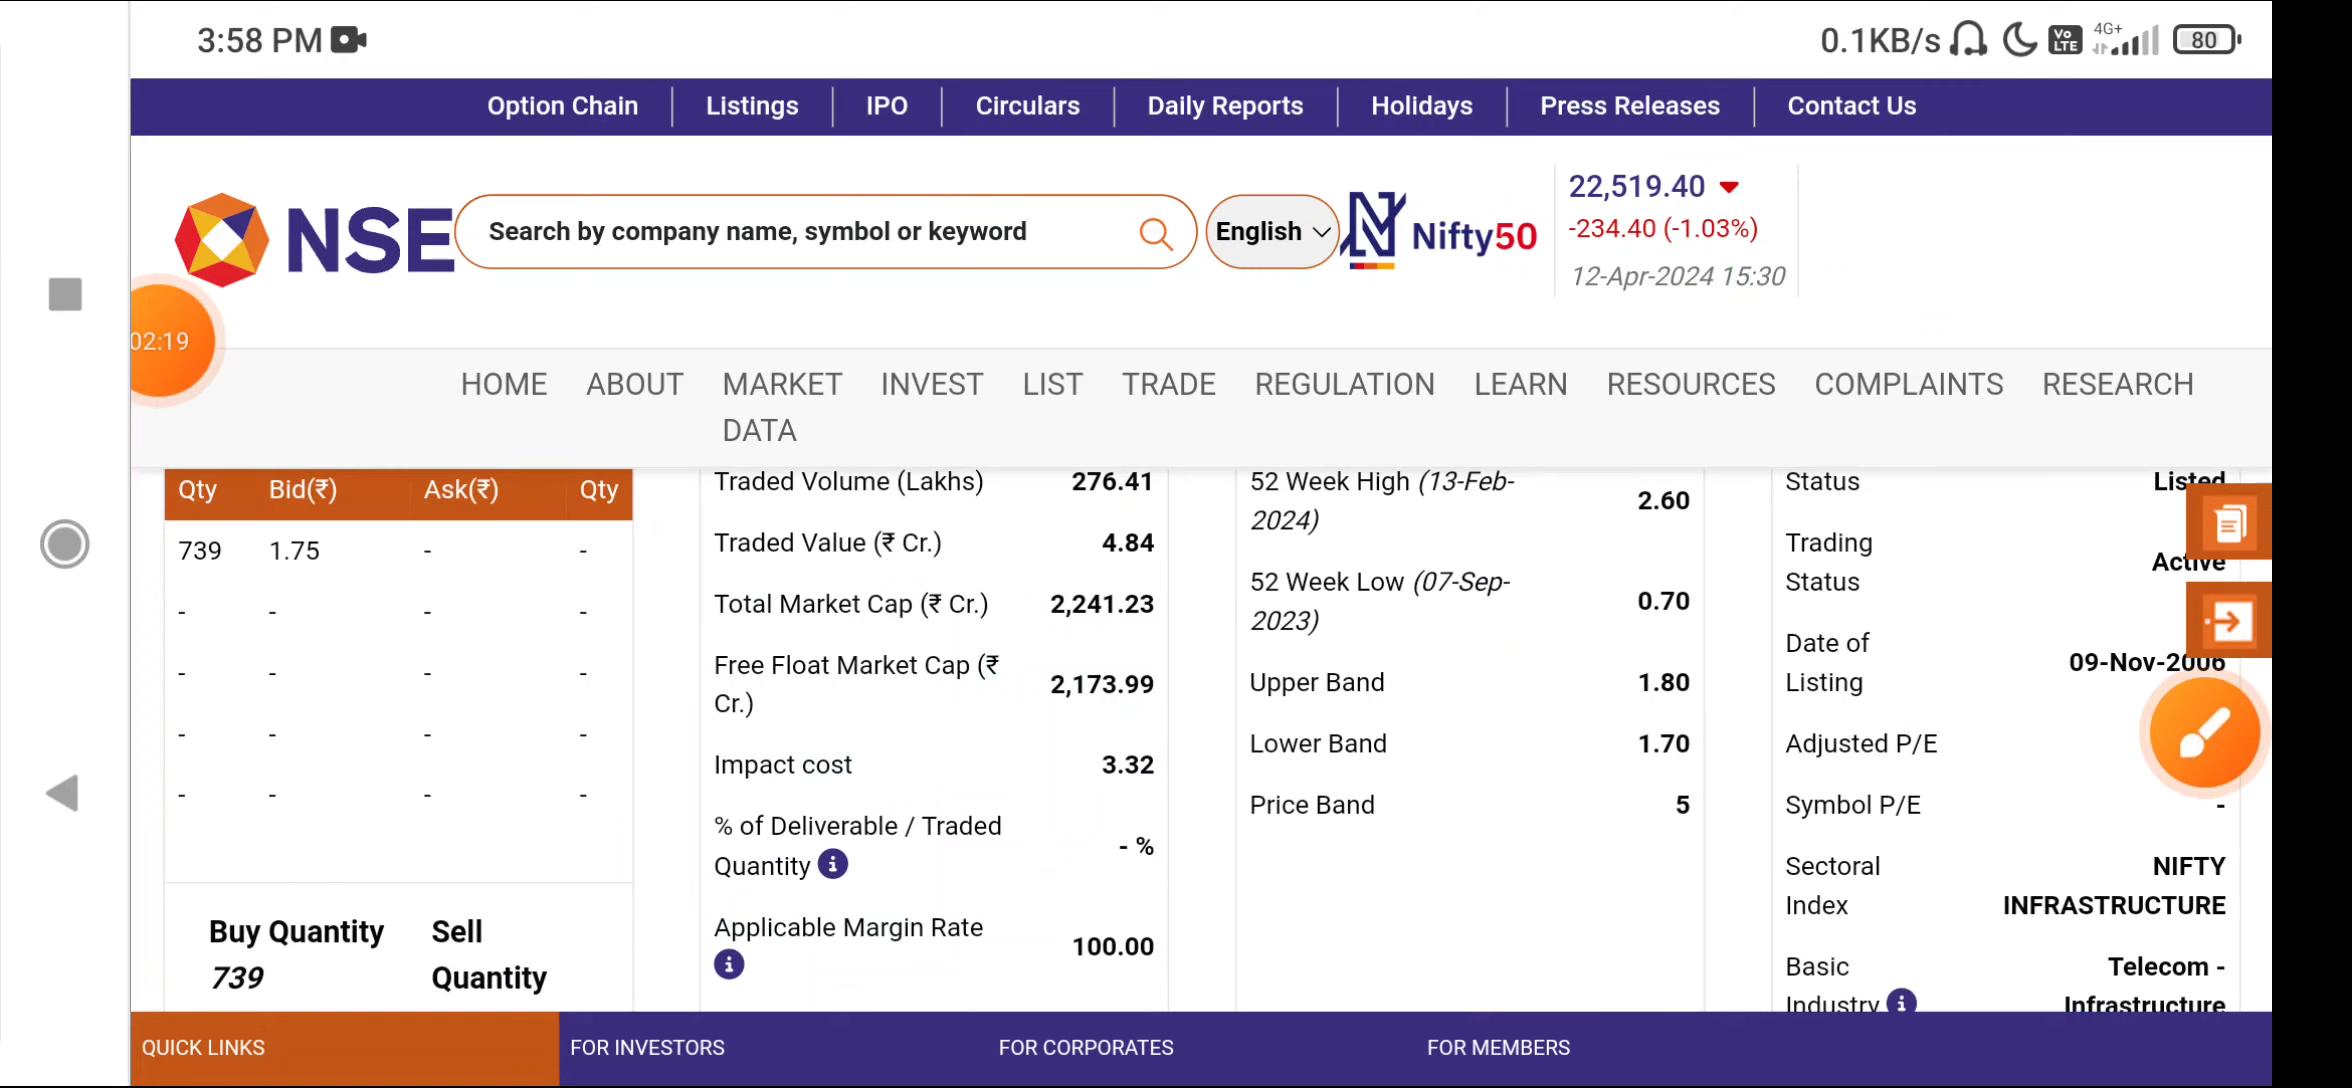 3:58 PM
0.1KB/s Vo LTE 4G+ 80
Option Chain Listings IPO Circulars Daily Reports Holidays Press Releases Contact Us
NSE
Search by company name, symbol or keyword
English
Nifty50
22,519.40
-234.40 (-1.03%)
12-Apr-2024 15:30
02:19
HOME ABOUT MARKET DATA INVEST LIST TRADE REGULATION LEARN RESOURCES COMPLAINTS RESEARCH
Qty Bid(₹) Ask(₹) Qty
739 1.75 - -
- - - -
- - - -
- - - -
- - - -
Buy Quantity
739
Sell
Quantity
Traded Volume (Lakhs) 276.41
Traded Value (₹ Cr.) 4.84
Total Market Cap (₹ Cr.) 2,241.23
Free Float Market Cap (₹
Cr.) 2,173.99
Impact cost 3.32
% of Deliverable / Traded
Quantity - %
Applicable Margin Rate
100.00
52 Week High (13-Feb-
2024) 2.60
52 Week Low (07-Sep-
2023) 0.70
Upper Band 1.80
Lower Band 1.70
Price Band 5
Status Listed
Trading
Status Active
Date of
Listing 09-Nov-2006
Adjusted P/E
Symbol P/E -
Sectoral
Index
NIFTY
INFRASTRUCTURE
Basic
Industry
Telecom -
Infrastructure
QUICK LINKS FOR INVESTORS FOR CORPORATES FOR MEMBERS